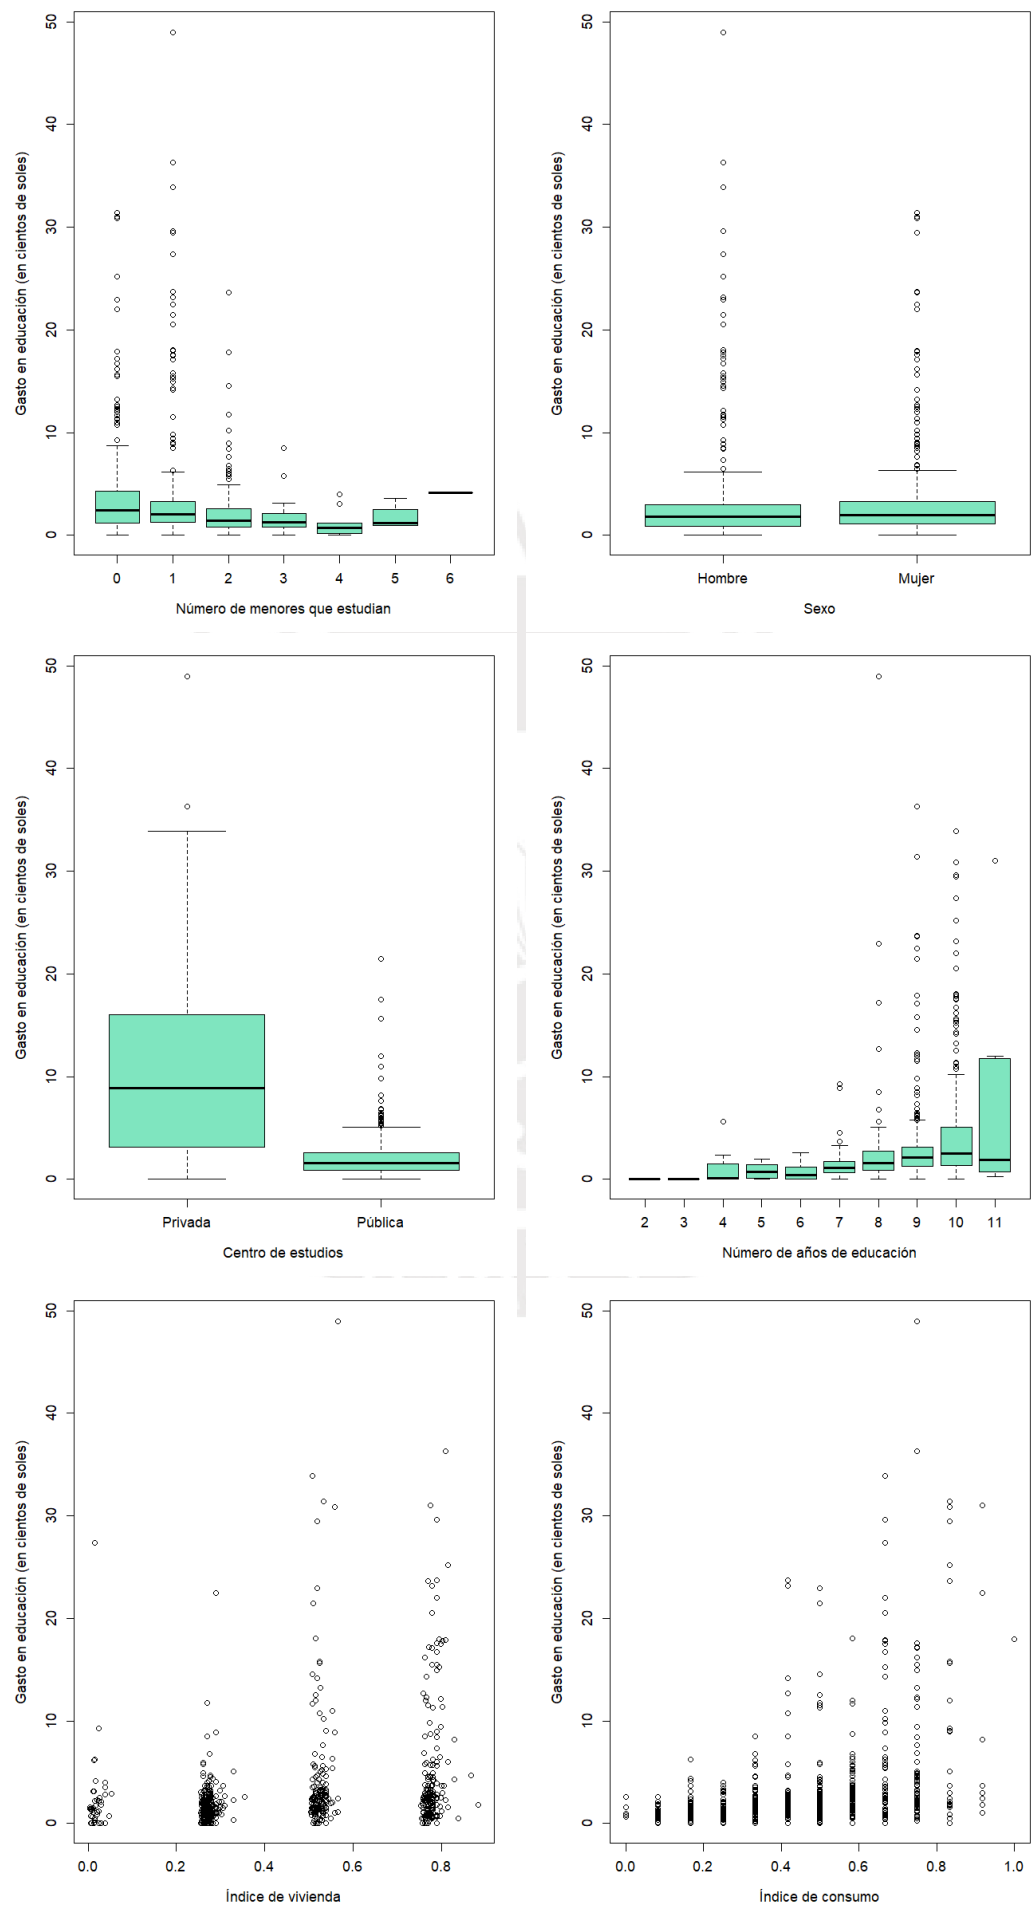 Gasto en educación (en cientos de soles)
50
40
30
20
10
0
0 1 2 3 4 5 6
Número de menores que estudian
Gasto en educación (en cientos de soles)
50
40
30
20
10
0
Hombre Mujer
Sexo
Gasto en educación (en cientos de soles)
50
40
30
20
10
0
Privada Pública
Centro de estudios
Gasto en educación (en cientos de soles)
50
40
30
20
10
0
2 3 4 5 6 7 8 9 10 11
Número de años de educación
Gasto en educación (en cientos de soles)
50
40
30
20
10
0
0.0 0.2 0.4 0.6 0.8
Índice de vivienda
Gasto en educación (en cientos de soles)
50
40
30
20
10
0
0.0 0.2 0.4 0.6 0.8 1.0
Índice de consumo